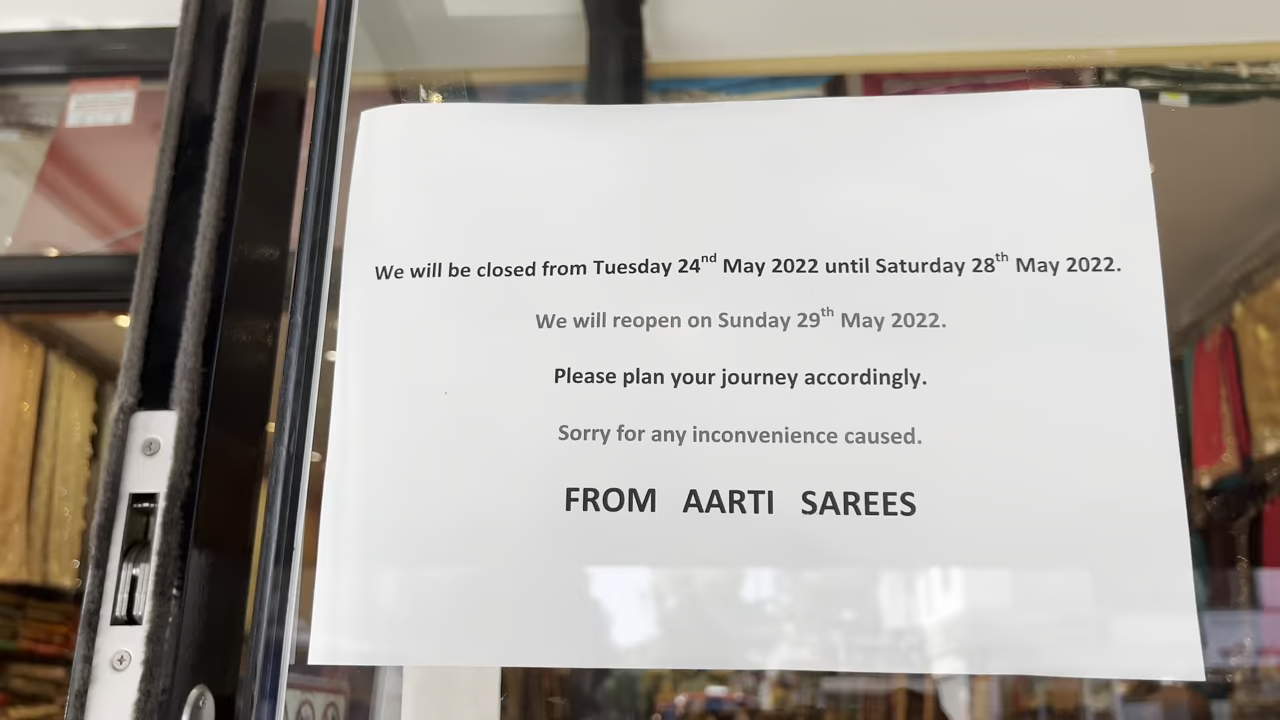 We will be closed from Tuesday 24nd May 2022 until Saturday 28th May 2022.
We will reopen on Sunday 29th May 2022.
Please plan your journey accordingly.
Sorry for any inconvenience caused.
FROM AARTI SAREES